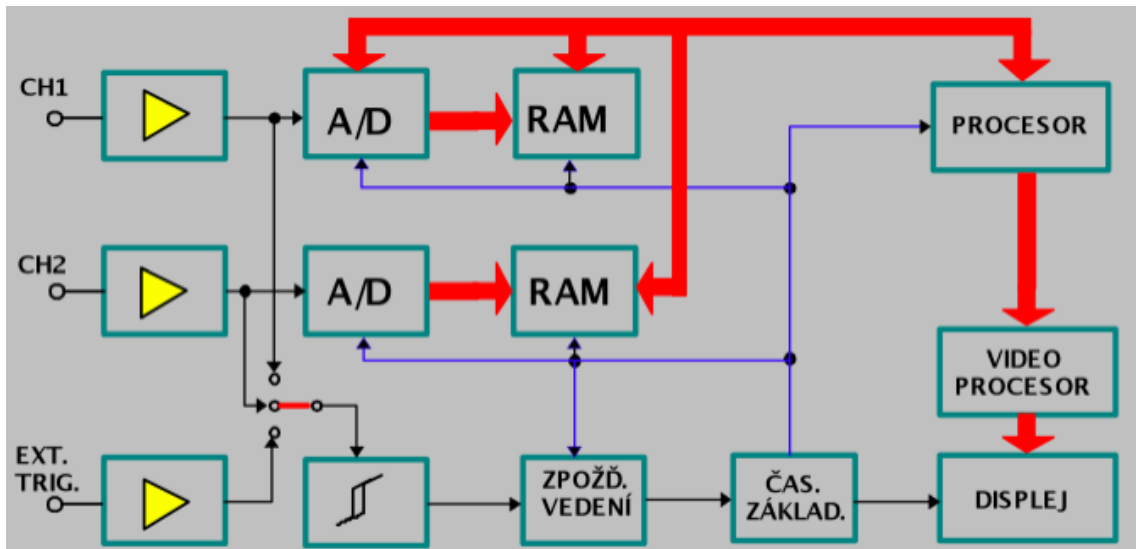 CH1
A/D
RAM
PROCESOR
CH2
A/D
RAM
VIDEO
PROCESOR
EXT.
TRIG.
ZPOŽĎ.
VEDENÍ
ČAS.
ZÁKLAD.
DISPLEJ